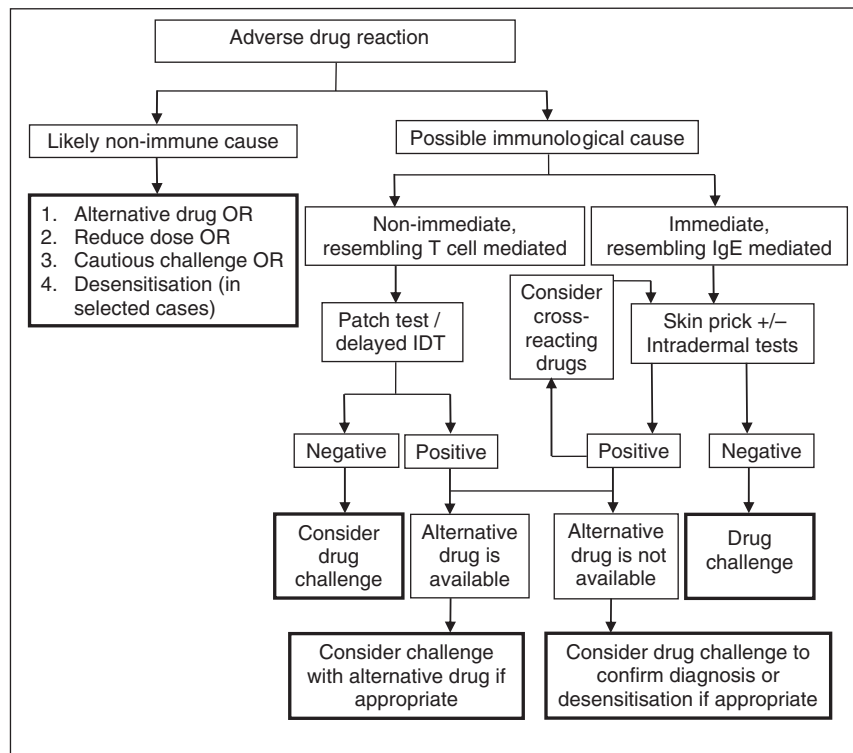 Adverse drug reaction
Likely non-immune cause
Possible immunological cause
1. Alternative drug OR
2. Reduce dose OR
3. Cautious challenge OR
4. Desensitisation (in
selected cases)
Non-immediate,
resembling T cell mediated
Immediate,
resembling IgE mediated
Patch test /
delayed IDT
Consider
cross-
reacting
drugs
Skin prick +/–
Intradermal tests
Negative
Positive
Positive
Negative
Consider
drug
challenge
Alternative
drug is
available
Alternative
drug is not
available
Drug
challenge
Consider challenge
with alternative drug if
appropriate
Consider drug challenge to
confirm diagnosis or
desensitisation if appropriate